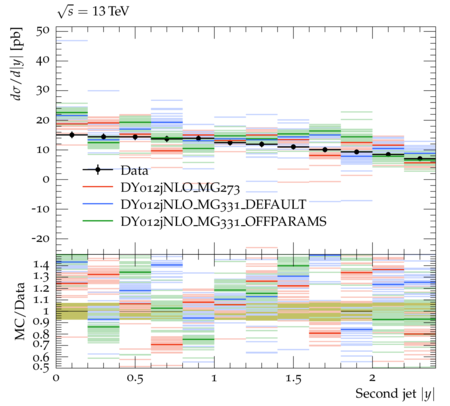 √s = 13 TeV
dσ/d|y| [pb]
50
40
30
20
10
0
-10
-20
Data
DY012jNLO_MG273
DY012jNLO_MG331_DEFAULT
DY012jNLO_MG331_OFFPARAMS
MC/Data
1.4
1.3
1.2
1.1
1
0.9
0.8
0.7
0.6
0.5
0 0.5 1 1.5 2
Second jet |y|